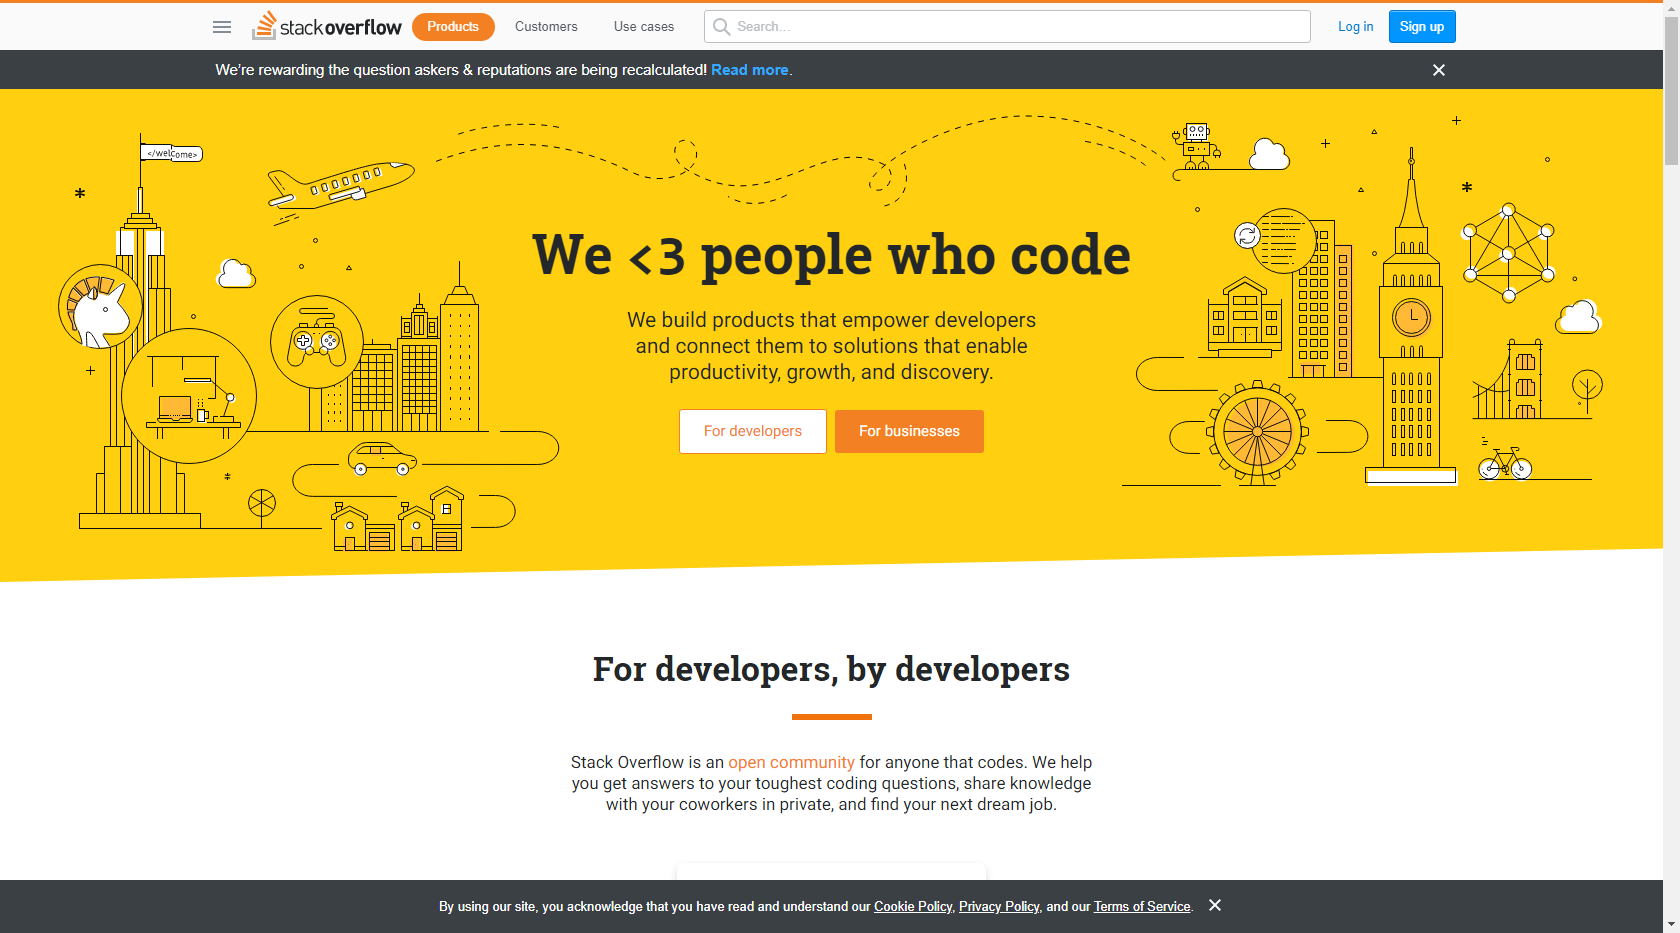 stackoverflow Products Customers Use cases Search... Log in Sign up
We're rewarding the question askers & reputations are being recalculated! Read more.
</welcome>
We <3 people who code
We build products that empower developers
and connect them to solutions that enable
productivity, growth, and discovery.
For developers For businesses
For developers, by developers
Stack Overflow is an open community for anyone that codes. We help
you get answers to your toughest coding questions, share knowledge
with your coworkers in private, and find your next dream job.
By using our site, you acknowledge that you have read and understand our Cookie Policy, Privacy Policy, and our Terms of Service.